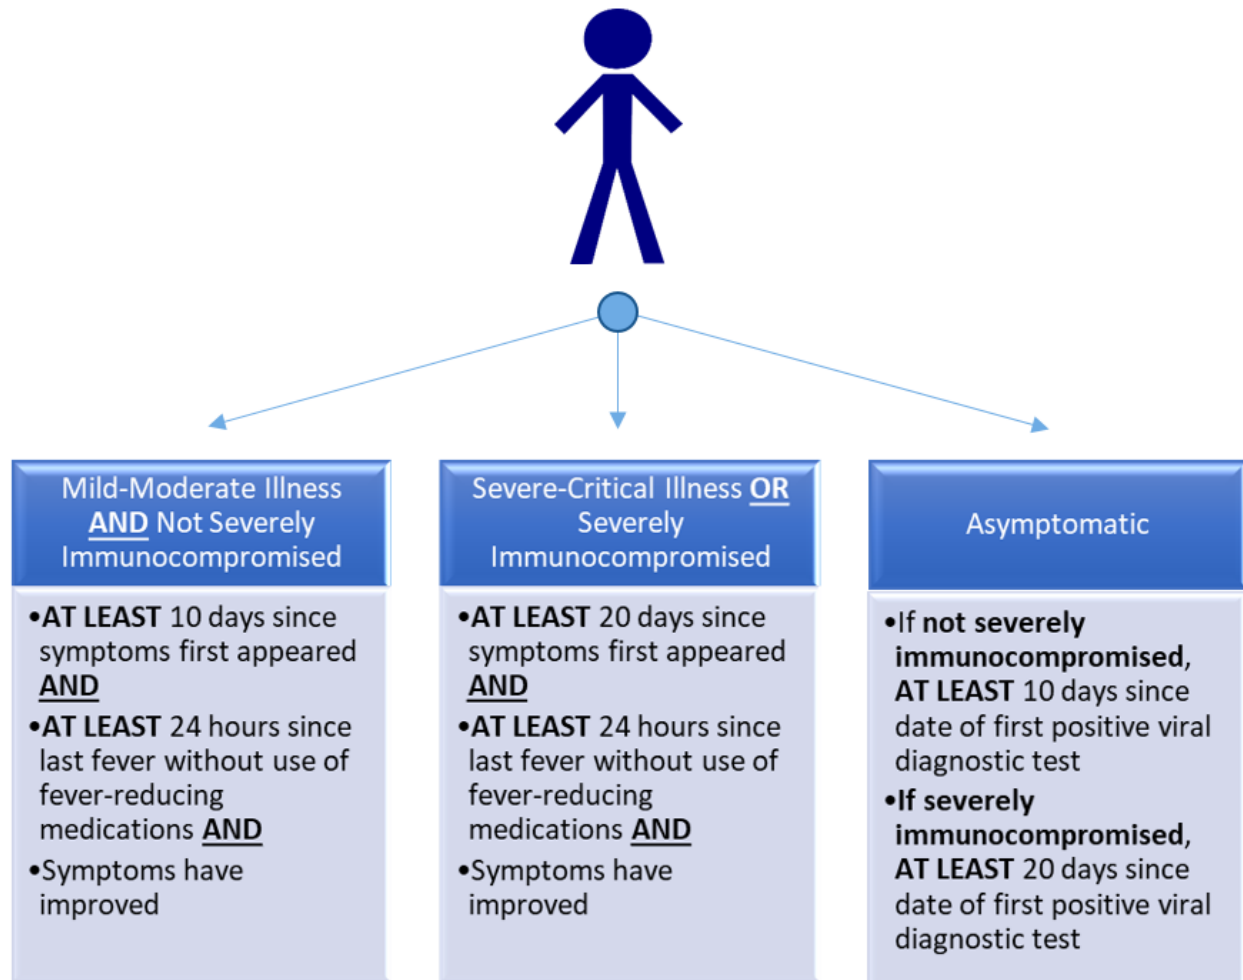 Mild-Moderate Illness
AND Not Severely
Immunocompromised
•AT LEAST 10 days since
symptoms first appeared
AND
•AT LEAST 24 hours since
last fever without use of
fever-reducing
medications AND
•Symptoms have
improved
Severe-Critical Illness OR
Severely
Immunocompromised
•AT LEAST 20 days since
symptoms first appeared
AND
•AT LEAST 24 hours since
last fever without use of
fever-reducing
medications AND
•Symptoms have
improved
Asymptomatic
•If not severely
immunocompromised,
AT LEAST 10 days since
date of first positive viral
diagnostic test
•If severely
immunocompromised,
AT LEAST 20 days since
date of first positive viral
diagnostic test